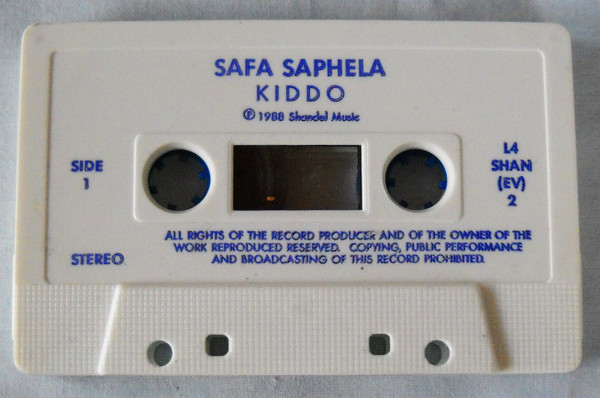 SAFA SAPHELA
KIDDO
℗ 1988 Shandel Music
SIDE
1
L4
SHAN
(EV)
2
STEREO
ALL RIGHTS OF THE RECORD PRODUCER AND OF THE OWNER OF THE
WORK REPRODUCED RESERVED. COPYING, PUBLIC PERFORMANCE
AND BROADCASTING OF THIS RECORD PROHIBITED.